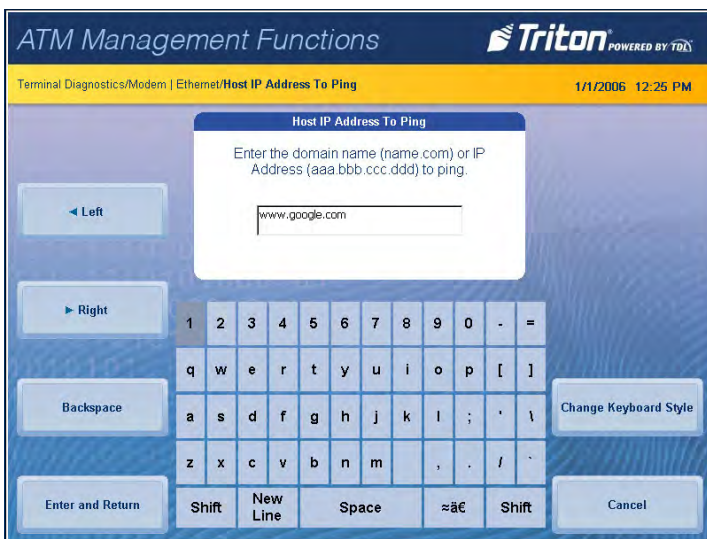 ATM Management Functions
Triton POWERED BY TDL
Terminal Diagnostics/Modem | Ethernet/Host IP Address To Ping
1/1/2006 12:25 PM
Host IP Address To Ping
Enter the domain name (name.com) or IP
Address (aaa.bbb.ccc.ddd) to ping.
www.google.com
◄ Left
► Right
Backspace
Enter and Return
1 2 3 4 5 6 7 8 9 0 - =
q w e r t y u i o p [ ]
a s d f g h j k l ; ' \
z x c v b n m , . / `
Shift New Line Space ≈ä€ Shift
Change Keyboard Style
Cancel